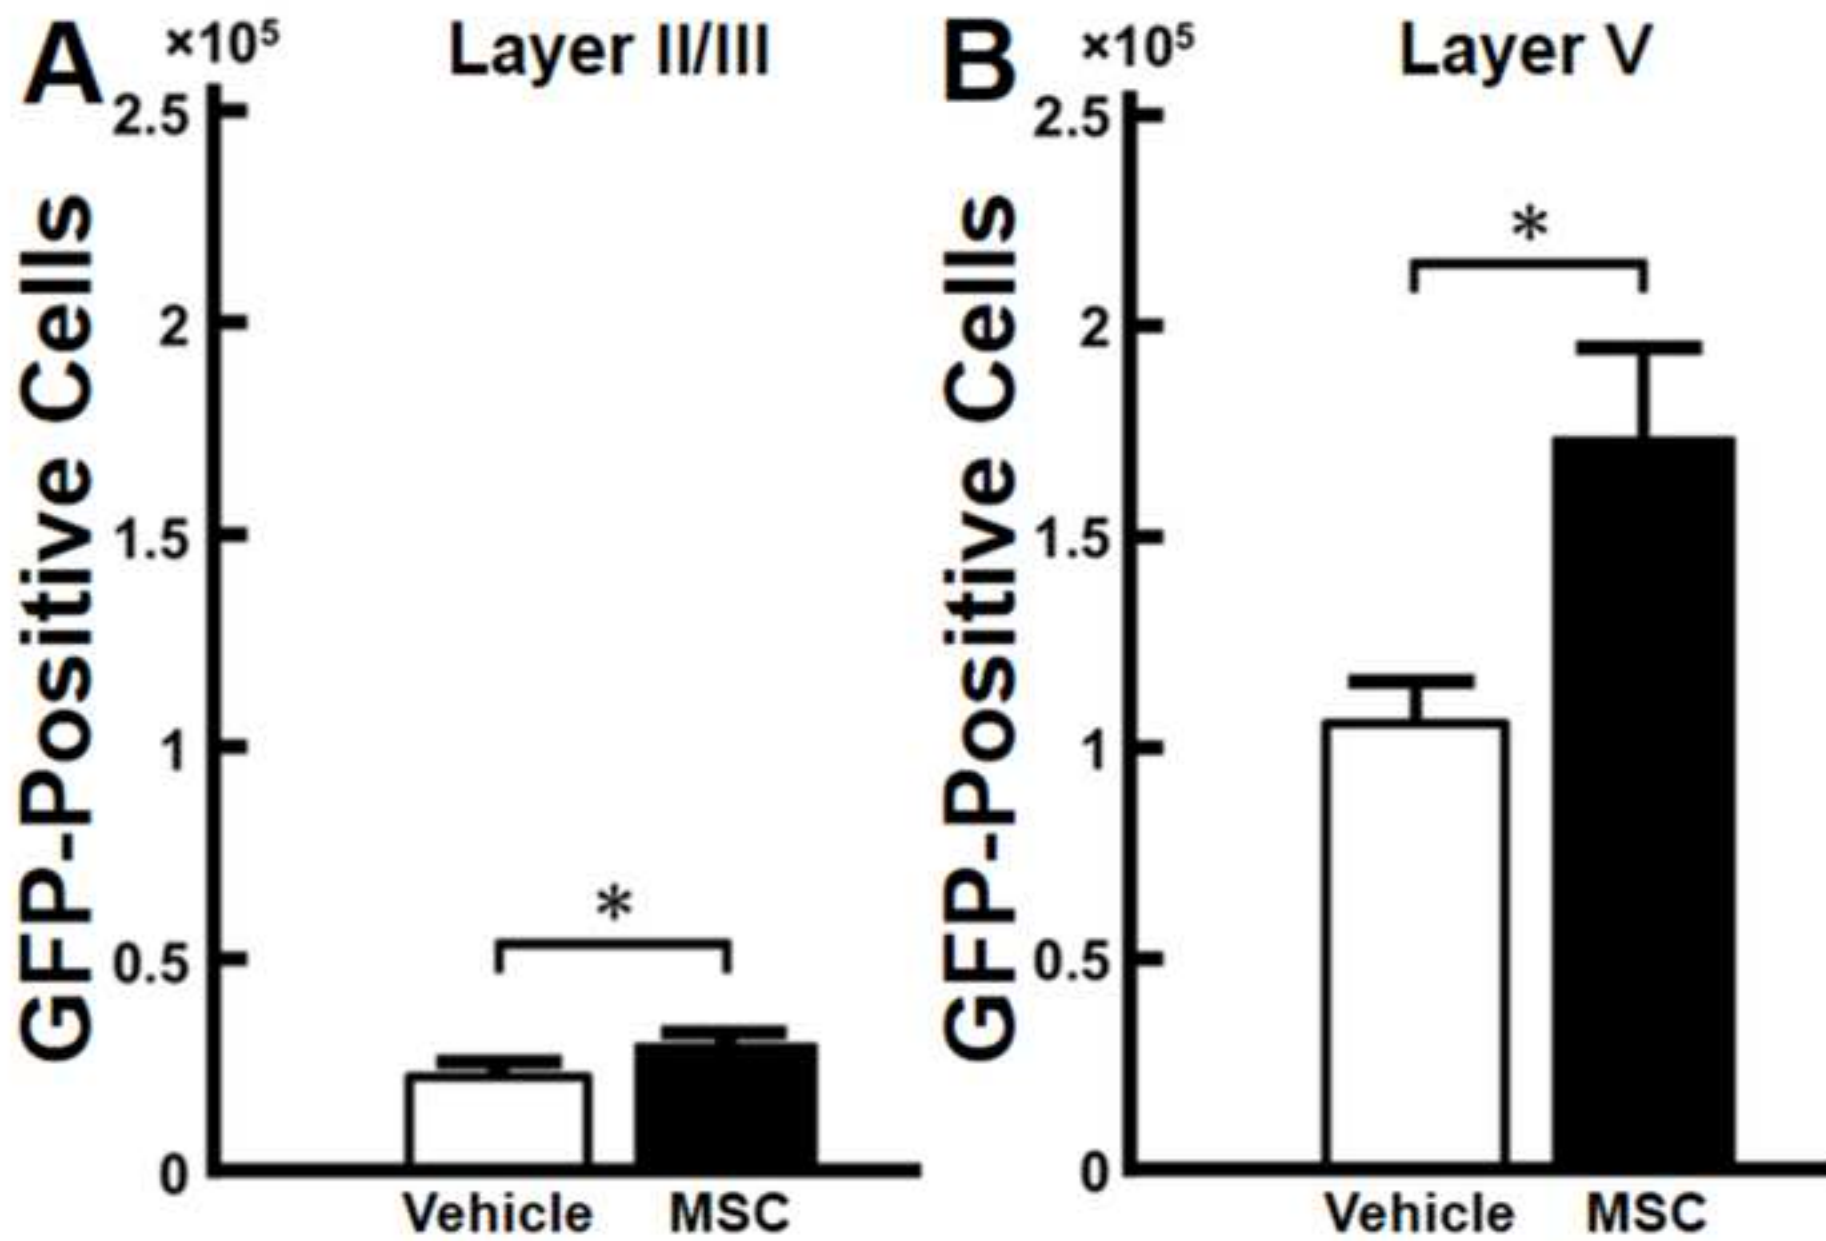 A
×10⁵
Layer II/III
GFP-Positive Cells
2.5
2
1.5
1
0.5
0
*
Vehicle
MSC
B
×10⁵
Layer V
GFP-Positive Cells
2.5
2
1.5
1
0.5
0
*
Vehicle
MSC